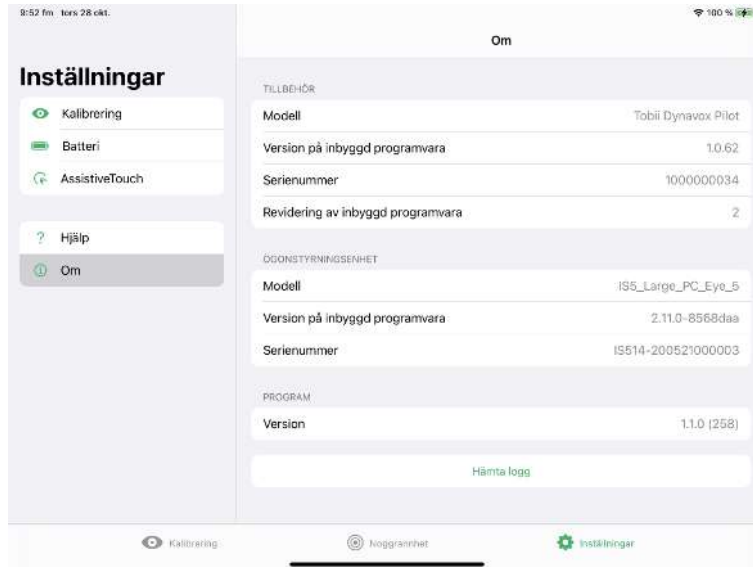 9:52 fm tors 28 okt.
100 %
Om
Inställningar
Kalibrering
Batteri
AssistiveTouch
Hjälp
Om
TILLBEHÖR
Modell Tobii Dynavox Pilot
Version på inbyggd programvara 1.0.62
Serienummer 1000000034
Revidering av inbyggd programvara 2
ÖGONSTYRNINGSENHET
Modell IS5_Large_PC_Eye_5
Version på inbyggd programvara 2.11.0-8568daa
Serienummer IS514-200521000003
PROGRAM
Version 1.1.0 (258)
Hämta logg
Kalibrering
Noggrannhet
Inställningar